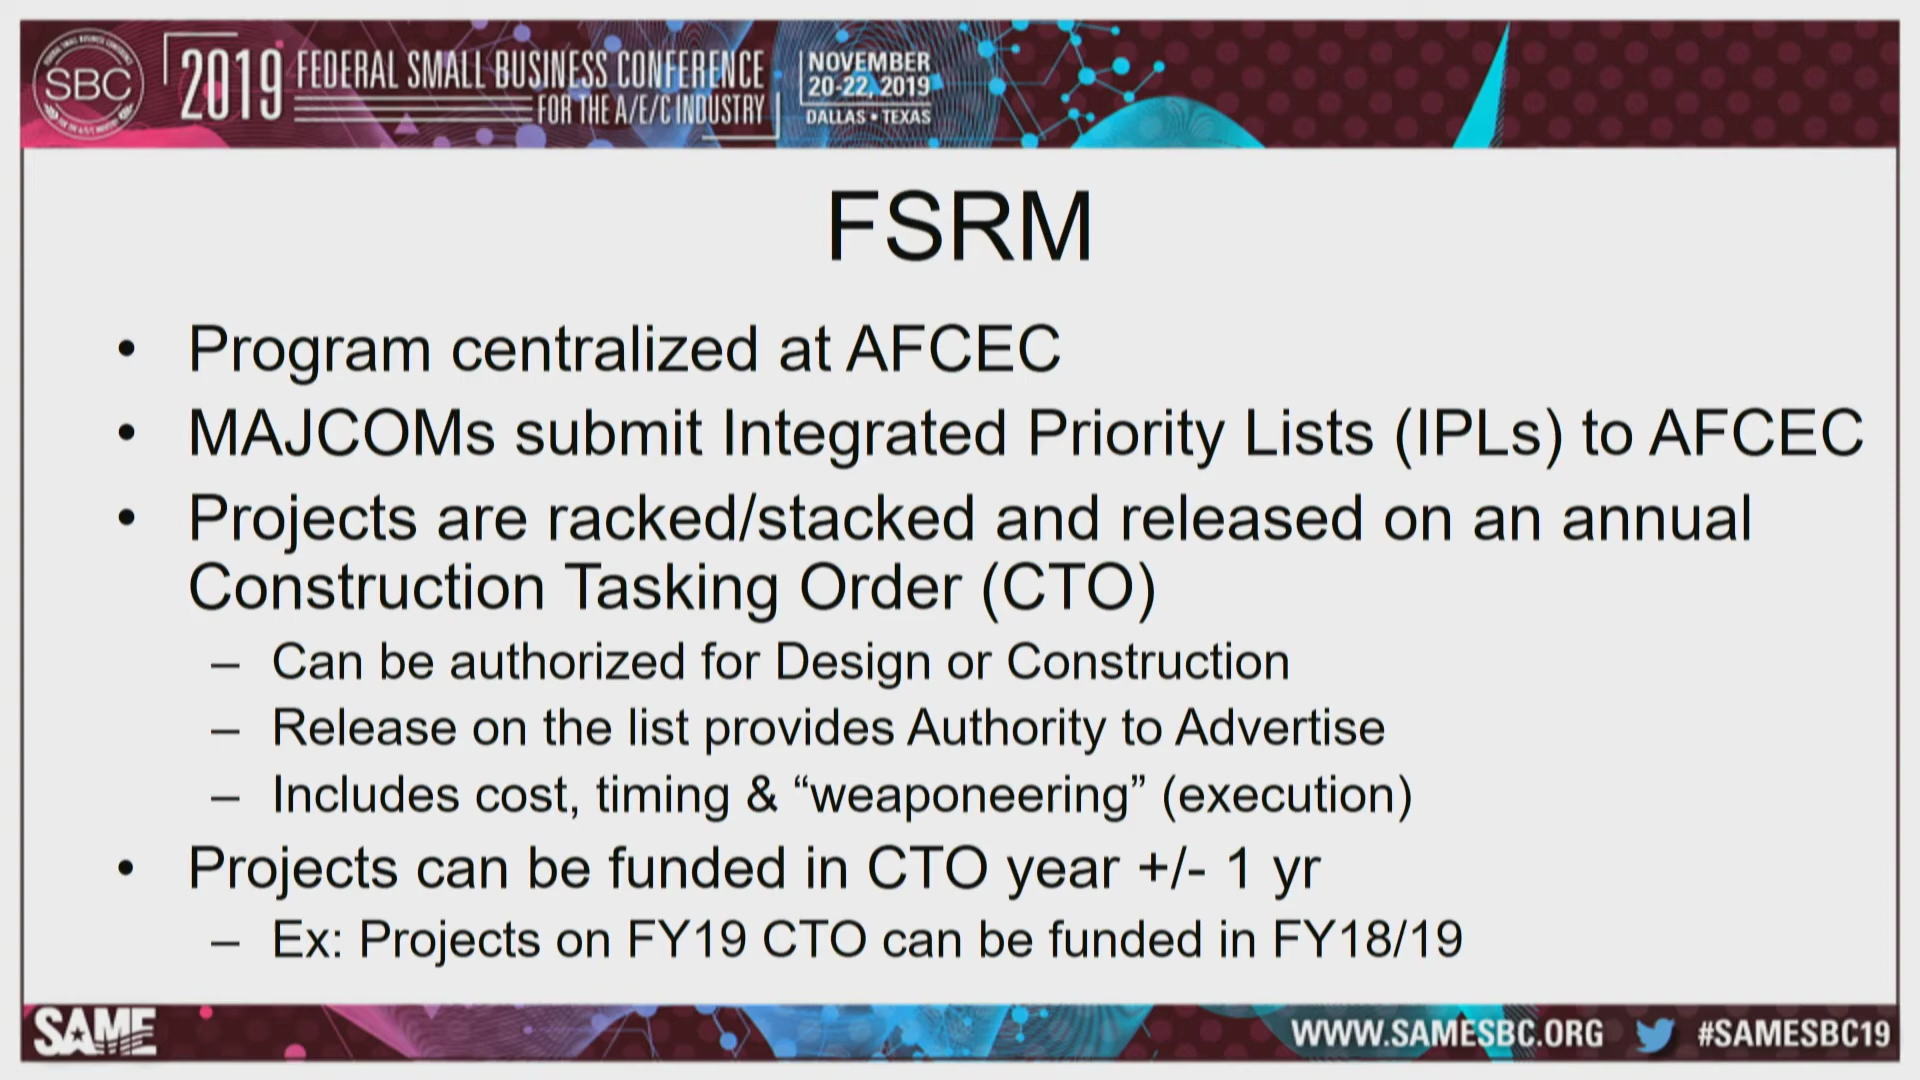 SBC
2019 FEDERAL SMALL BUSINESS CONFERENCE
FOR THE A/E/C INDUSTRY
NOVEMBER
20-22, 2019
DALLAS • TEXAS
FSRM
• Program centralized at AFCEC
• MAJCOMs submit Integrated Priority Lists (IPLs) to AFCEC
• Projects are racked/stacked and released on an annual
Construction Tasking Order (CTO)
– Can be authorized for Design or Construction
– Release on the list provides Authority to Advertise
– Includes cost, timing & “weaponeering” (execution)
• Projects can be funded in CTO year +/- 1 yr
– Ex: Projects on FY19 CTO can be funded in FY18/19
SAME
WWW.SAMESBC.ORG
#SAMESBC19